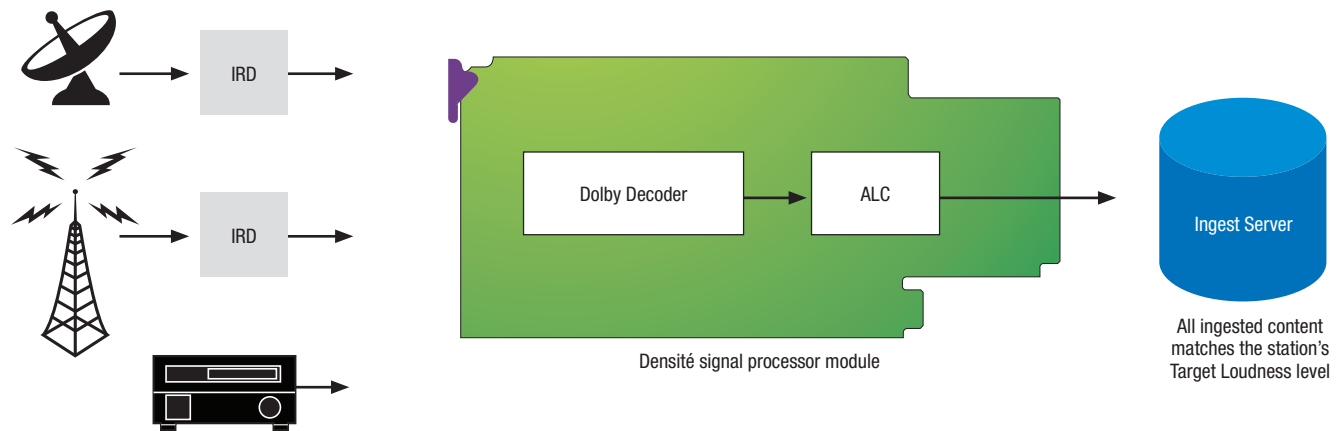 IRD
IRD
Dolby Decoder
ALC
Densité signal processor module
Ingest Server
All ingested content
matches the station's
Target Loudness level